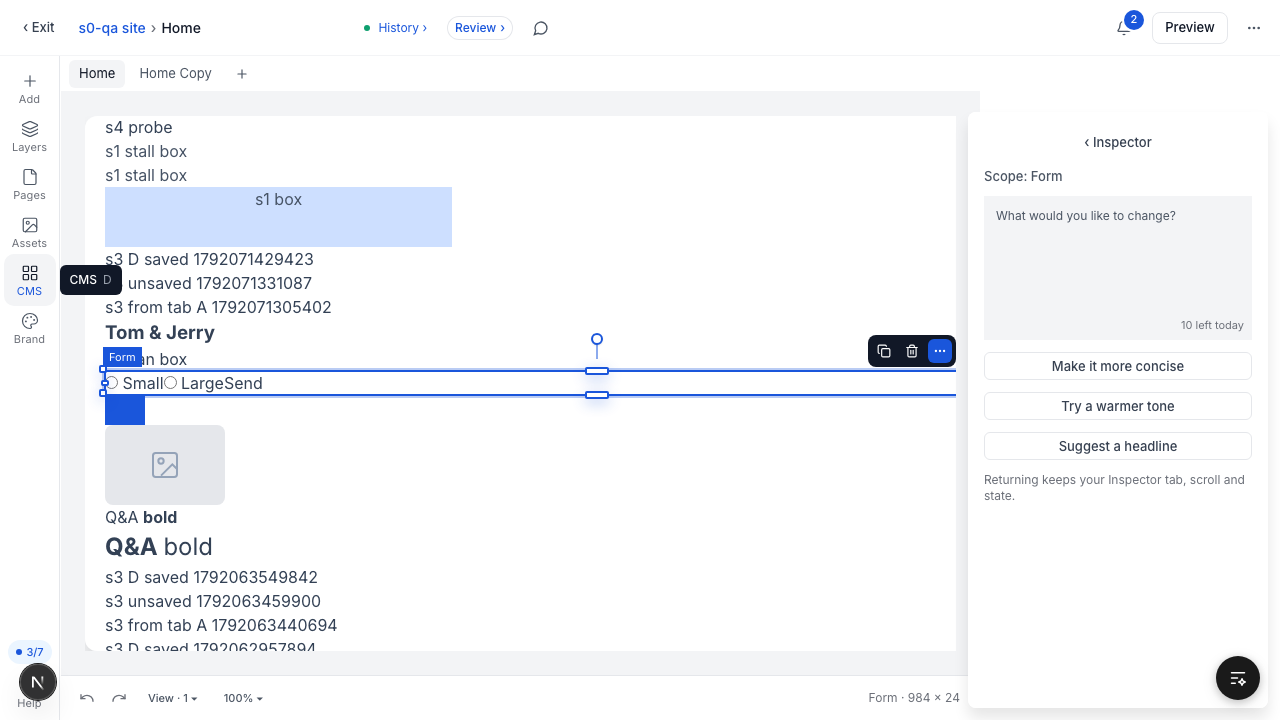 ‹ Exit
s0-qa site › Home
History ›
Review ›
2
Preview
Home
Home Copy
Add
Layers
Pages
Assets
CMS
CMS D
Brand
3/7
N
Help
s4 probe
s1 stall box
s1 stall box
s1 box
s3 D saved 1792071429423
unsaved 1792071331087
s3 from tab A 1792071305402
Tom & Jerry
Form
an box
Small
LargeSend
Q&A bold
Q&A bold
s3 D saved 1792063549842
s3 unsaved 1792063459900
s3 from tab A 1792063440694
s3 D saved 1792062957894
View · 1
100%
Form · 984 × 24
‹ Inspector
Scope: Form
What would you like to change?
10 left today
Make it more concise
Try a warmer tone
Suggest a headline
Returning keeps your Inspector tab, scroll and
state.